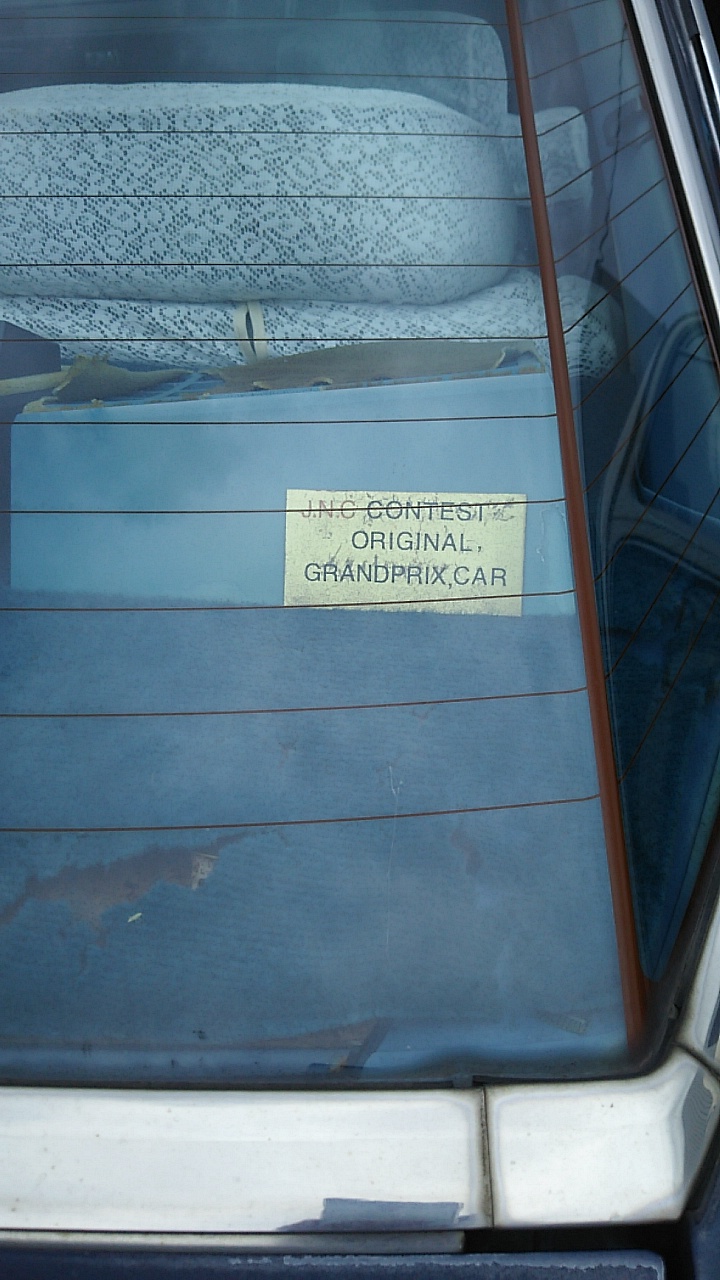 J.N.C CONTEST
ORIGINAL,
GRANDPRIX,CAR